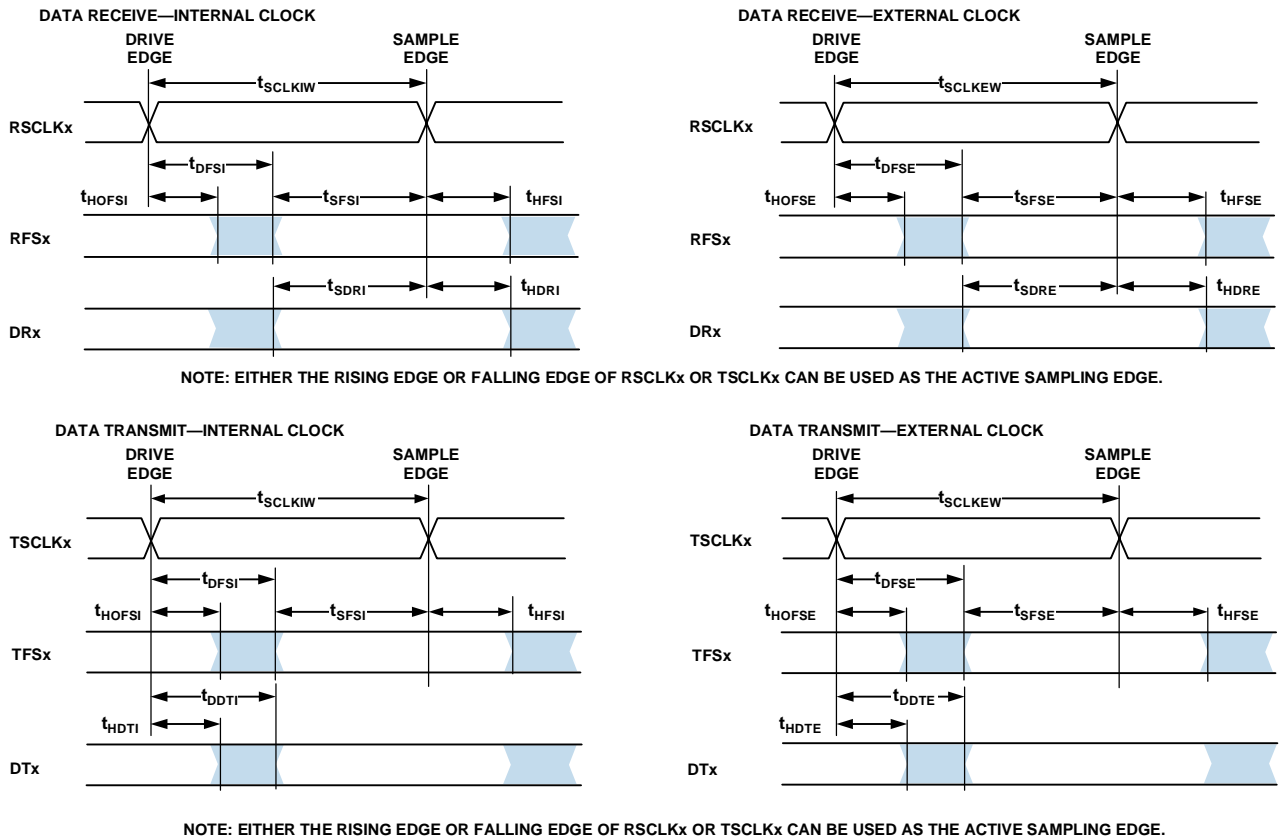 DATA RECEIVE—INTERNAL CLOCK
DRIVE
EDGE
SAMPLE
EDGE
tSCLKIW
RSCLKx
tDFSI
tHOFSI
tSFSI
tHFSI
RFSx
tSDRI
tHDRI
DRx
DATA RECEIVE—EXTERNAL CLOCK
DRIVE
EDGE
SAMPLE
EDGE
tSCLKEW
RSCLKx
tDFSE
tHOFSE
tSFSE
tHFSE
RFSx
tSDRE
tHDRE
DRx
NOTE: EITHER THE RISING EDGE OR FALLING EDGE OF RSCLKx OR TSCLKx CAN BE USED AS THE ACTIVE SAMPLING EDGE.
DATA TRANSMIT—INTERNAL CLOCK
DRIVE
EDGE
SAMPLE
EDGE
tSCLKIW
TSCLKx
tDFSI
tHOFSI
tSFSI
tHFSI
TFSx
tDDTI
tHDTI
DTx
DATA TRANSMIT—EXTERNAL CLOCK
DRIVE
EDGE
SAMPLE
EDGE
tSCLKEW
TSCLKx
tDFSE
tHOFSE
tSFSE
tHFSE
TFSx
tDDTE
tHDTE
DTx
NOTE: EITHER THE RISING EDGE OR FALLING EDGE OF RSCLKx OR TSCLKx CAN BE USED AS THE ACTIVE SAMPLING EDGE.